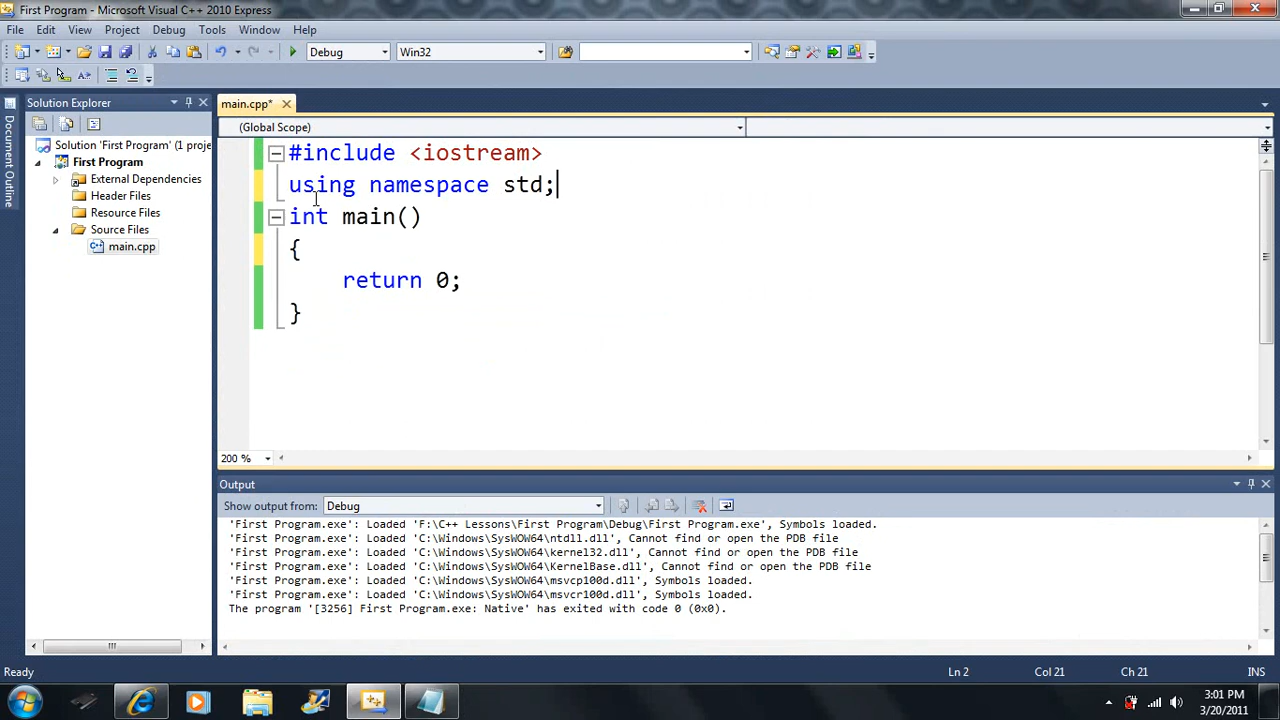 First Program - Microsoft Visual C++ 2010 Express
File Edit View Project Debug Tools Window Help
Debug Win32
Solution Explorer
main.cpp*
Document Outline
(Global Scope)
Solution 'First Program' (1 proje
First Program
External Dependencies
Header Files
Resource Files
Source Files
main.cpp
#include <iostream>
using namespace std;
int main()
{
return 0;
}
200 %
Output
Show output from: Debug
'First Program.exe': Loaded 'F:\C++ Lessons\First Program\Debug\First Program.exe', Symbols loaded.
'First Program.exe': Loaded 'C:\Windows\SysWOW64\ntdll.dll', Cannot find or open the PDB file
'First Program.exe': Loaded 'C:\Windows\SysWOW64\kernel32.dll', Cannot find or open the PDB file
'First Program.exe': Loaded 'C:\Windows\SysWOW64\KernelBase.dll', Cannot find or open the PDB file
'First Program.exe': Loaded 'C:\Windows\SysWOW64\msvcp100d.dll', Symbols loaded.
'First Program.exe': Loaded 'C:\Windows\SysWOW64\msvcr100d.dll', Symbols loaded.
The program '[3256] First Program.exe: Native' has exited with code 0 (0x0).
Ready Ln 2 Col 21 Ch 21 INS
3:01 PM
3/20/2011